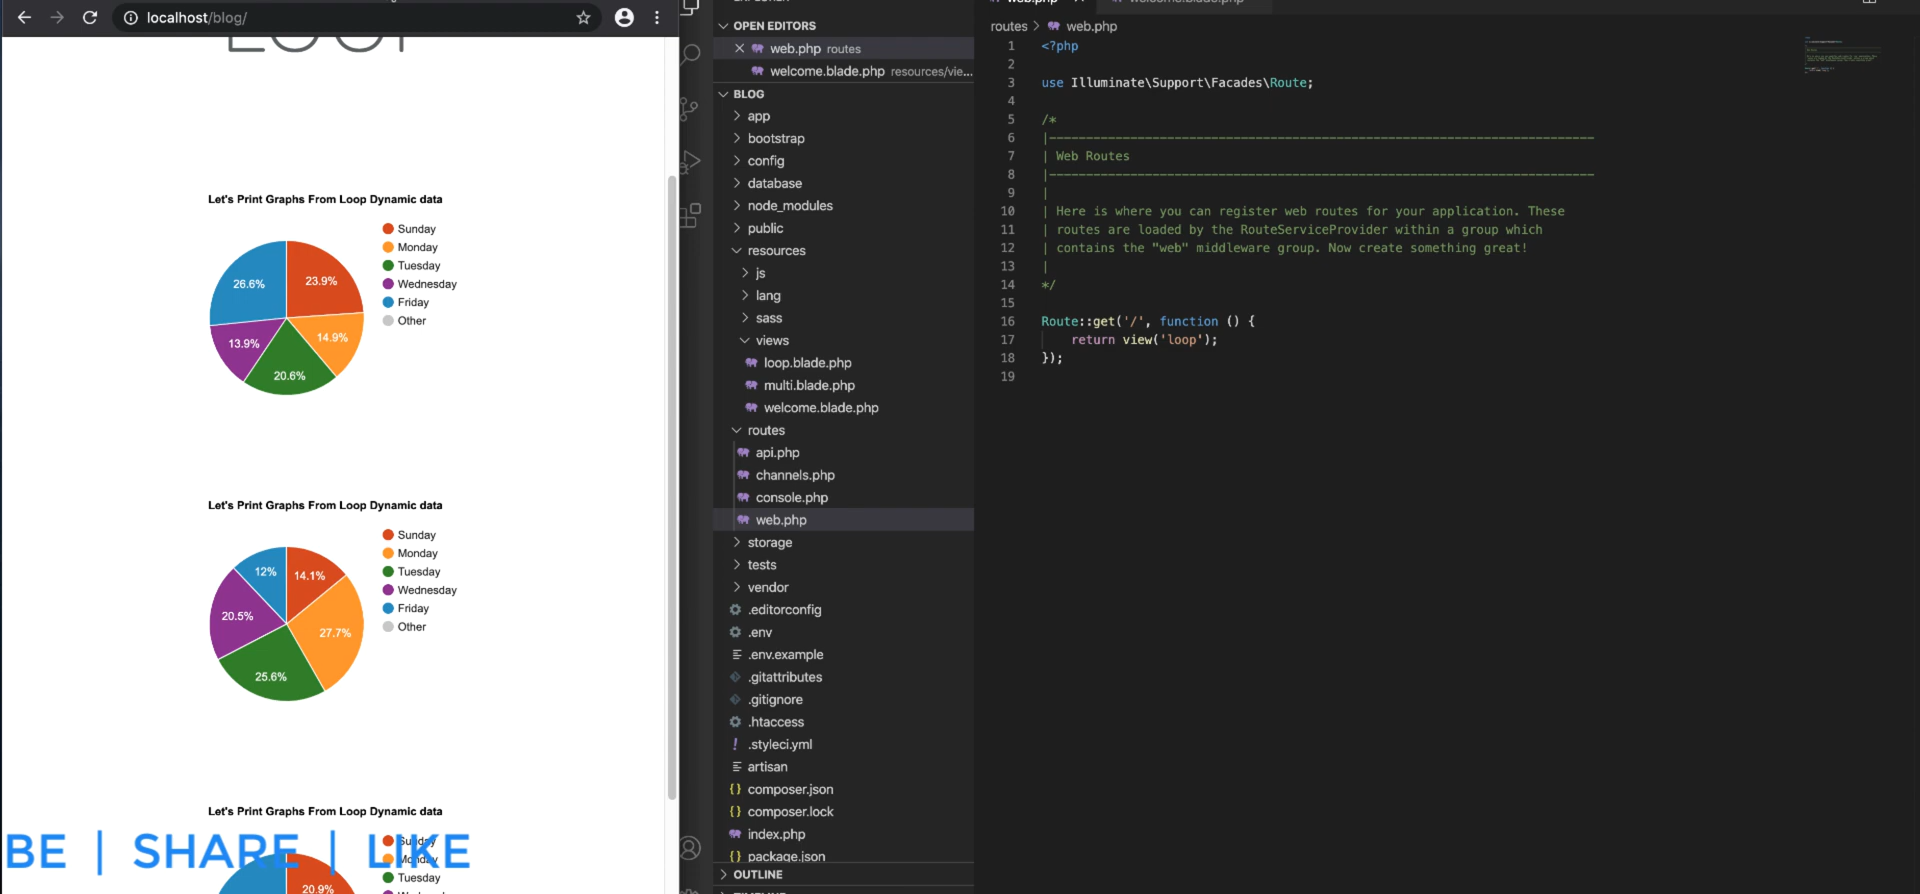 localhost/blog/
LOOP
Let's Print Graphs From Loop Dynamic data
Sunday
Monday
Tuesday
Wednesday
Friday
Other
26.6%
23.9%
14.9%
13.9%
20.6%
Let's Print Graphs From Loop Dynamic data
Sunday
Monday
Tuesday
Wednesday
Friday
Other
12%
14.1%
20.5%
27.7%
25.6%
Let's Print Graphs From Loop Dynamic data
Sunday
Monday
Tuesday
20.9%
BE | SHARE | LIKE
OPEN EDITORS
web.php routes
welcome.blade.php resources/vie...
BLOG
app
bootstrap
config
database
node_modules
public
resources
js
lang
sass
views
loop.blade.php
multi.blade.php
welcome.blade.php
routes
api.php
channels.php
console.php
web.php
storage
tests
vendor
.editorconfig
.env
.env.example
.gitattributes
.gitignore
.htaccess
.styleci.yml
artisan
composer.json
composer.lock
index.php
package.json
OUTLINE
web.php
welcome.blade.php
routes > web.php
1 <?php
2
3 use Illuminate\Support\Facades\Route;
4
5 /*
6 |--------------------------------------------------------------------------
7 | Web Routes
8 |--------------------------------------------------------------------------
9 |
10 | Here is where you can register web routes for your application. These
11 | routes are loaded by the RouteServiceProvider within a group which
12 | contains the "web" middleware group. Now create something great!
13 |
14 */
15
16 Route::get('/', function () {
17 return view('loop');
18 });
19